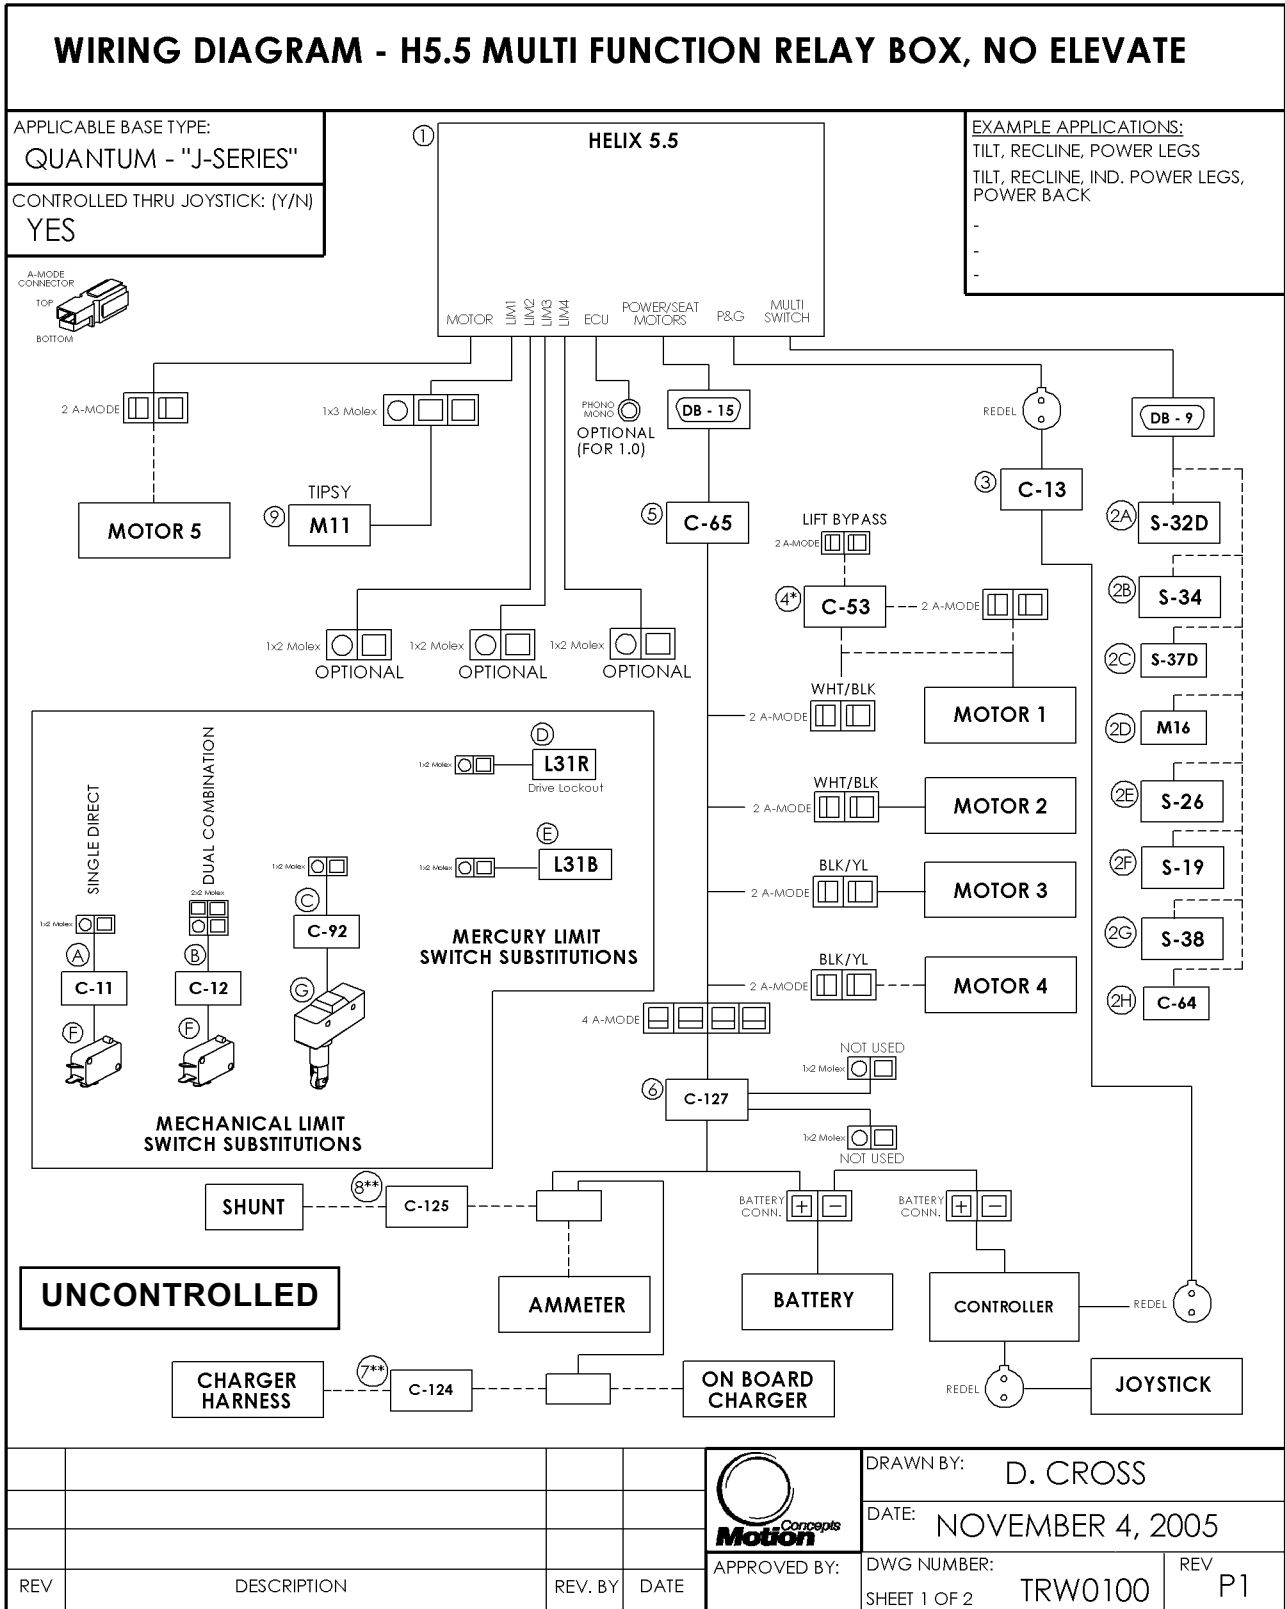 WIRING DIAGRAM - H5.5 MULTI FUNCTION RELAY BOX, NO ELEVATE
APPLICABLE BASE TYPE:
QUANTUM - "J-SERIES"
CONTROLLED THRU JOYSTICK: (Y/N)
YES
EXAMPLE APPLICATIONS:
TILT, RECLINE, POWER LEGS
TILT, RECLINE, IND. POWER LEGS,
POWER BACK
-
-
-
1
HELIX 5.5
MOTOR
LIM1
LIM2
LIM3
LIM4
ECU
POWER/SEAT
MOTORS
P&G
MULTI
SWITCH
A-MODE
CONNECTOR
TOP
BOTTOM
2 A-MODE
1x3 Molex
PHONO
MONO
OPTIONAL
(FOR 1.0)
DB - 15
REDEL
DB - 9
MOTOR 5
TIPSY
9
M11
5
C-65
3
C-13
2A
S-32D
LIFT BYPASS
2 A-MODE
4*
C-53
2 A-MODE
2B
S-34
1x2 Molex
OPTIONAL
1x2 Molex
OPTIONAL
1x2 Molex
OPTIONAL
2C
S-37D
WHT/BLK
2 A-MODE
MOTOR 1
2D
M16
WHT/BLK
2 A-MODE
MOTOR 2
2E
S-26
BLK/YL
2 A-MODE
MOTOR 3
2F
S-19
BLK/YL
2 A-MODE
MOTOR 4
2G
S-38
2H
C-64
SINGLE DIRECT
1x2 Molex
A
C-11
F
DUAL COMBINATION
2x2 Molex
B
C-12
F
1x2 Molex
C
C-92
G
1x2 Molex
D
L31R
Drive Lockout
1x2 Molex
E
L31B
MERCURY LIMIT
SWITCH SUBSTITUTIONS
MECHANICAL LIMIT
SWITCH SUBSTITUTIONS
4 A-MODE
NOT USED
1x2 Molex
6
C-127
1x2 Molex
NOT USED
SHUNT
8**
C-125
BATTERY
CONN.
+ -
BATTERY
CONN.
+ -
UNCONTROLLED
AMMETER
BATTERY
CONTROLLER
REDEL
CHARGER
HARNESS
7**
C-124
ON BOARD
CHARGER
REDEL
JOYSTICK
REV
DESCRIPTION
REV. BY
DATE
Motion Concepts
APPROVED BY:
DRAWN BY:
D. CROSS
DATE:
NOVEMBER 4, 2005
DWG NUMBER:
SHEET 1 OF 2
TRW0100
REV
P1